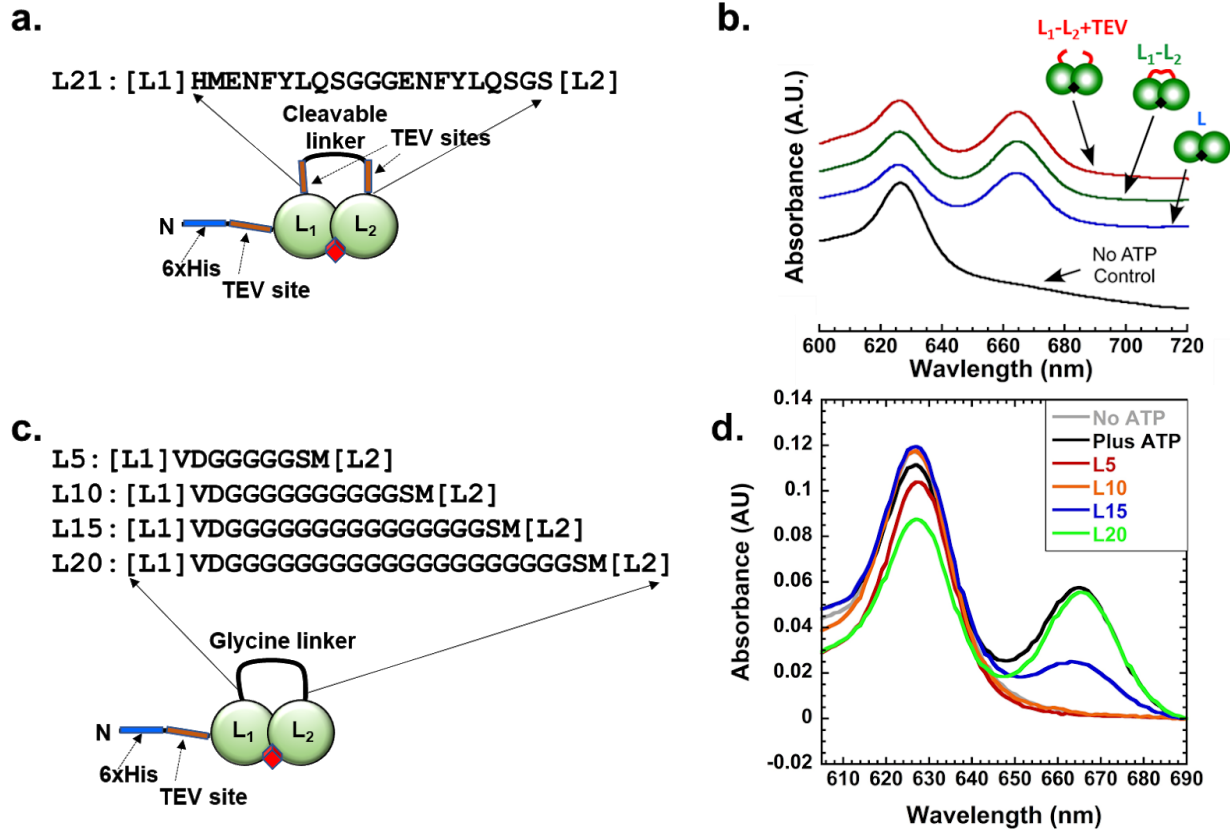 a.
L21:[L1]HMENFYLQSGGGENFYLQSGS[L2]
Cleavable
linker
TEV sites
N
L1
L2
6xHis
TEV site
b.
L1-L2+TEV
L1-L2
L
No ATP
Control
Absorbance (A.U.)
600 620 640 660 680 700 720
Wavlength (nm)
c.
L5:[L1]VDGGGGGSM[L2]
L10:[L1]VDGGGGGGGGGGSM[L2]
L15:[L1]VDGGGGGGGGGGGGGGGSM[L2]
L20:[L1]VDGGGGGGGGGGGGGGGGGGGGSM[L2]
Glycine linker
N
L1
L2
6xHis
TEV site
d.
No ATP
Plus ATP
L5
L10
L15
L20
Absorbance (AU)
0.14
0.12
0.1
0.08
0.06
0.04
0.02
0
-0.02
610 620 630 640 650 660 670 680 690
Wavelength (nm)